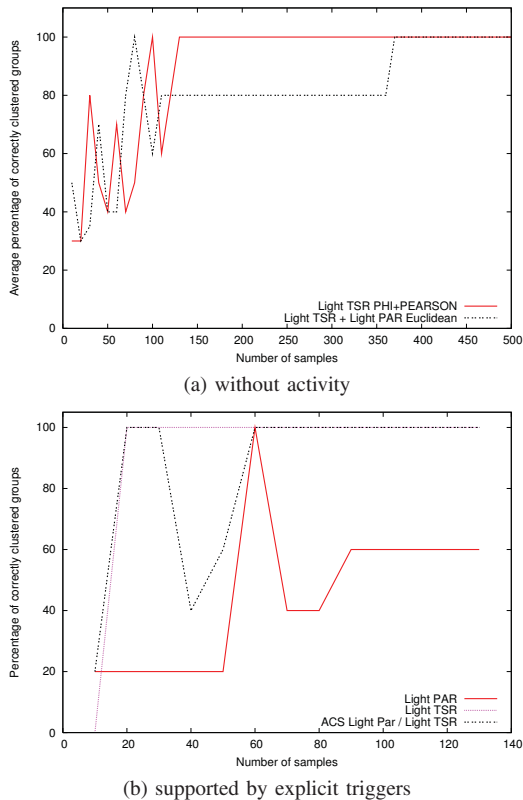 100
80
60
40
20
0
Average percentage of correctly clustered groups
Light TSR PHI+PEARSON
Light TSR + Light PAR Euclidean
0 50 100 150 200 250 300 350 400 450 500
Number of samples
(a) without activity
100
80
60
40
20
0
Percentage of correctly clustered groups
Light PAR
Light TSR
ACS Light Par / Light TSR
0 20 40 60 80 100 120 140
Number of samples
(b) supported by explicit triggers